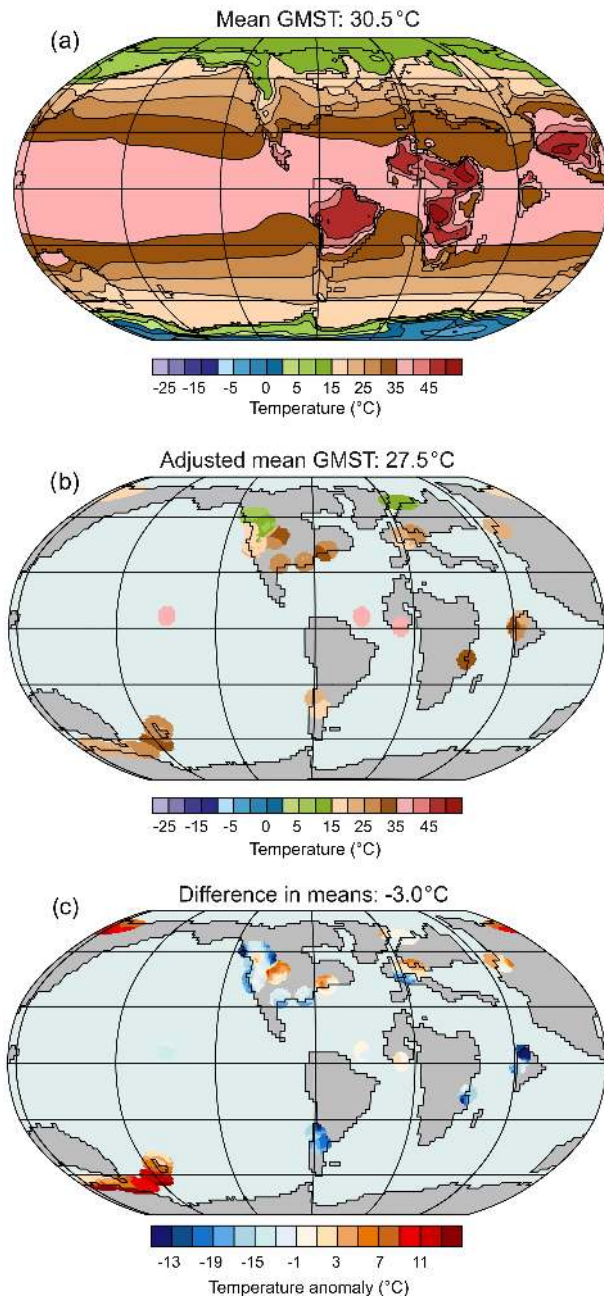 Mean GMST: 30.5°C
(a)
-25 -15 -5 0 5 15 25 35 45
Temperature (°C)
Adjusted mean GMST: 27.5°C
(b)
-25 -15 -5 0 5 15 25 35 45
Temperature (°C)
Difference in means: -3.0°C
(c)
-13 -19 -15 -1 3 7 11
Temperature anomaly (°C)